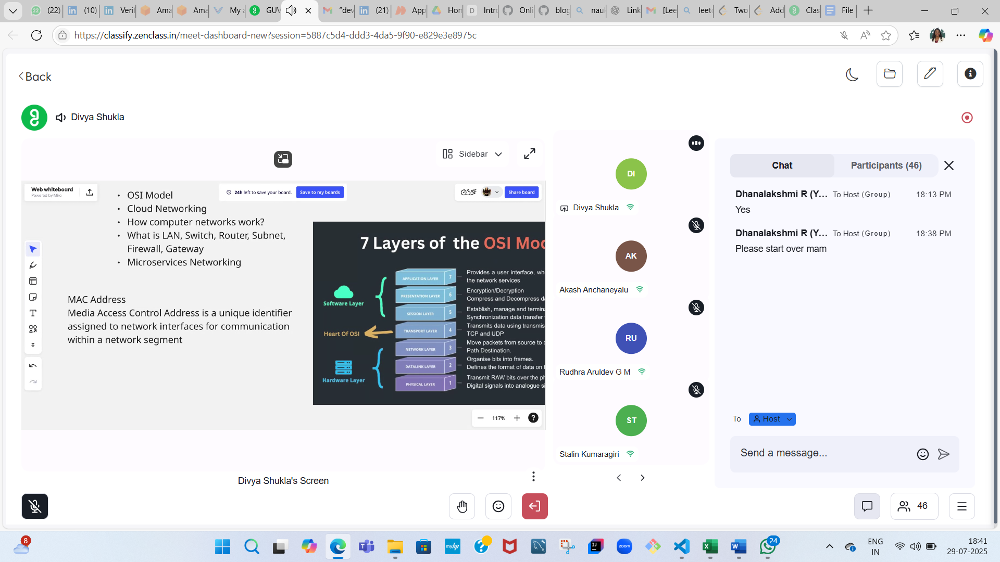 (22)
(10)
Verif
Ama
Ama
My a
GUV
"dev
(21)
App
Hom
Intro
Onli
blog
nauk
Link
[Lee
leetc
Two
Add
Clas
File
https://classify.zenclass.in/meet-dashboard-new?session=5887c5d4-ddd3-4da5-9f90-e829e3e8975c
Back
Divya Shukla
Sidebar
Web whiteboard
Powered by Miro
24h left to save your board.
Save to my boards
Share board
• OSI Model
• Cloud Networking
• How computer networks work?
• What is LAN, Switch, Router, Subnet,
Firewall, Gateway
• Microservices Networking
MAC Address
Media Access Control Address is a unique identifier
assigned to network interfaces for communication
within a network segment
7 Layers of the OSI Mod
Software Layer
Heart Of OSI
Hardware Layer
APPLICATION LAYER 7
Provides a user interface, wh
the network services
PRESENTATION LAYER 6
Encryption/Decryption
Compress and Decompress da
SESSION LAYER 5
Establish, manage and termina
Synchronization data transfer
TRANSPORT LAYER 4
Transmits data using transmis
TCP and UDP
NETWORK LAYER 3
Move packets from source to
Path Destination.
DATALINK LAYER 2
Organise bits into frames.
Defines the format of data on
PHYSICAL LAYER 1
Transmit RAW bits over the ph
Digital signals into analogue si
117%
Divya Shukla's Screen
DI
Divya Shukla
AK
Akash Anchaneyalu
RU
Rudhra Aruldev G M
ST
Stalin Kumaragiri
Chat
Participants (46)
Dhanalakshmi R (Y... To Host (Group) 18:13 PM
Yes
Dhanalakshmi R (Y... To Host (Group) 18:38 PM
Please start over mam
To
Host
Send a message...
46
8
myhp
zoom
24
ENG
IN
18:41
29-07-2025